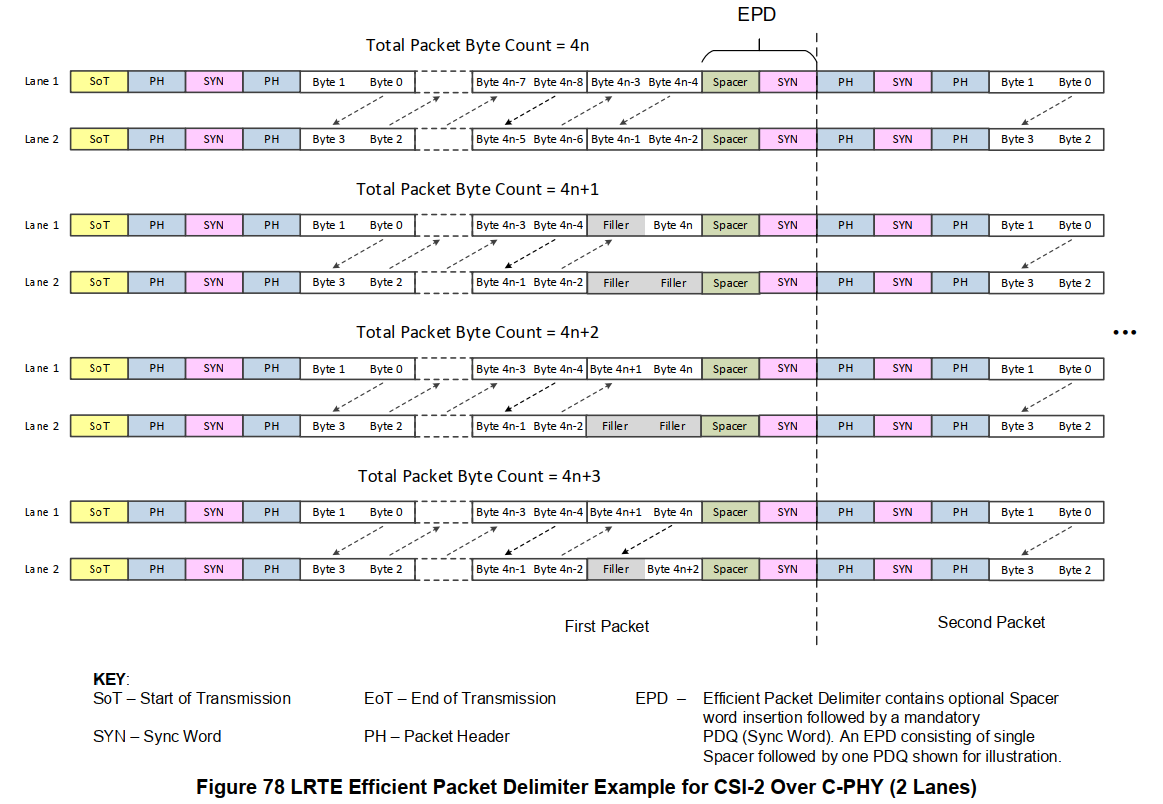 EPD
Total Packet Byte Count = 4n
Lane 1 SoT PH SYN PH Byte 1 Byte 0 Byte 4n-7 Byte 4n-8 Byte 4n-3 Byte 4n-4 Spacer SYN PH SYN PH Byte 1 Byte 0
Lane 2 SoT PH SYN PH Byte 3 Byte 2 Byte 4n-5 Byte 4n-6 Byte 4n-1 Byte 4n-2 Spacer SYN PH SYN PH Byte 3 Byte 2
Total Packet Byte Count = 4n+1
Lane 1 SoT PH SYN PH Byte 1 Byte 0 Byte 4n-3 Byte 4n-4 Filler Byte 4n Spacer SYN PH SYN PH Byte 1 Byte 0
Lane 2 SoT PH SYN PH Byte 3 Byte 2 Byte 4n-1 Byte 4n-2 Filler Filler Spacer SYN PH SYN PH Byte 3 Byte 2
Total Packet Byte Count = 4n+2
...
Lane 1 SoT PH SYN PH Byte 1 Byte 0 Byte 4n-3 Byte 4n-4 Byte 4n+1 Byte 4n Spacer SYN PH SYN PH Byte 1 Byte 0
Lane 2 SoT PH SYN PH Byte 3 Byte 2 Byte 4n-1 Byte 4n-2 Filler Filler Spacer SYN PH SYN PH Byte 3 Byte 2
Total Packet Byte Count = 4n+3
Lane 1 SoT PH SYN PH Byte 1 Byte 0 Byte 4n-3 Byte 4n-4 Byte 4n+1 Byte 4n Spacer SYN PH SYN PH Byte 1 Byte 0
Lane 2 SoT PH SYN PH Byte 3 Byte 2 Byte 4n-1 Byte 4n-2 Filler Byte 4n+2 Spacer SYN PH SYN PH Byte 3 Byte 2
First Packet Second Packet
KEY:
SoT – Start of Transmission EoT – End of Transmission EPD – Efficient Packet Delimiter contains optional Spacer
word insertion followed by a mandatory
SYN – Sync Word PH – Packet Header PDQ (Sync Word). An EPD consisting of single
Spacer followed by one PDQ shown for illustration.
Figure 78 LRTE Efficient Packet Delimiter Example for CSI-2 Over C-PHY (2 Lanes)